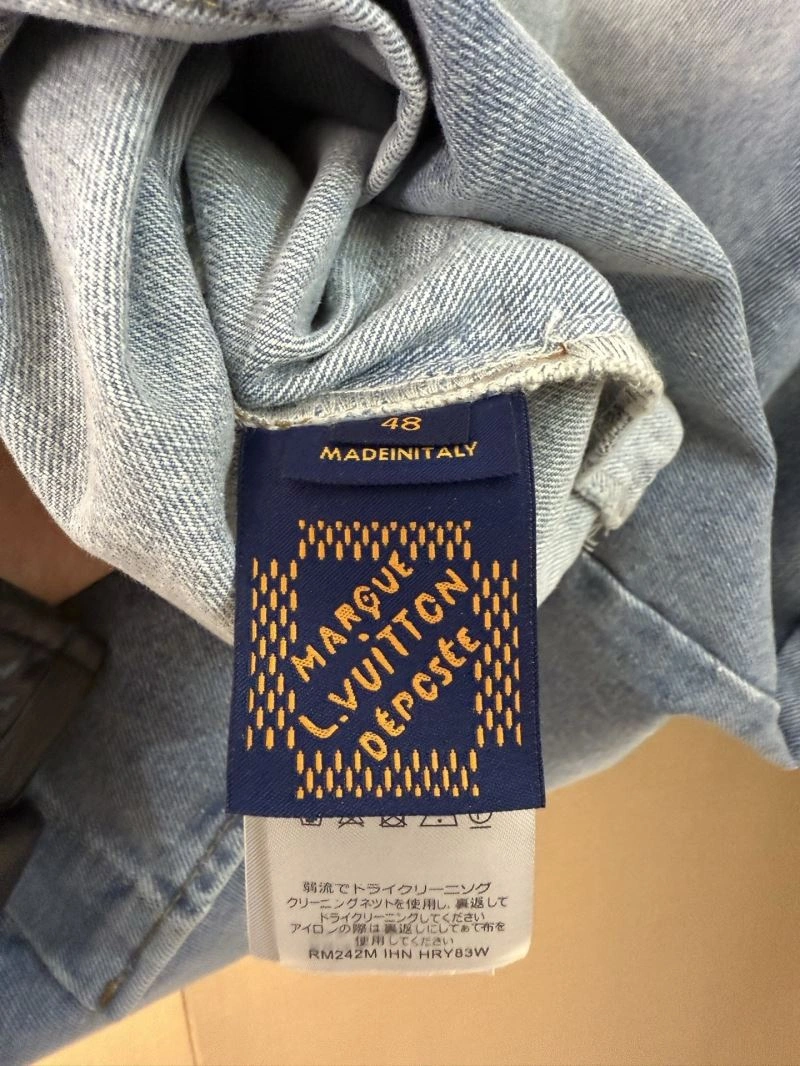 48
MADEINITALY
MARQUE
L.VUITTON
DÉPOSÉE
弱流でドライクリーニング
クリーニングネットを使用し、裏返して
ドライクリーニングしてください
アイロンの際は裏返しにしてあて布を
使用してください
RM242M IHN HRY83W